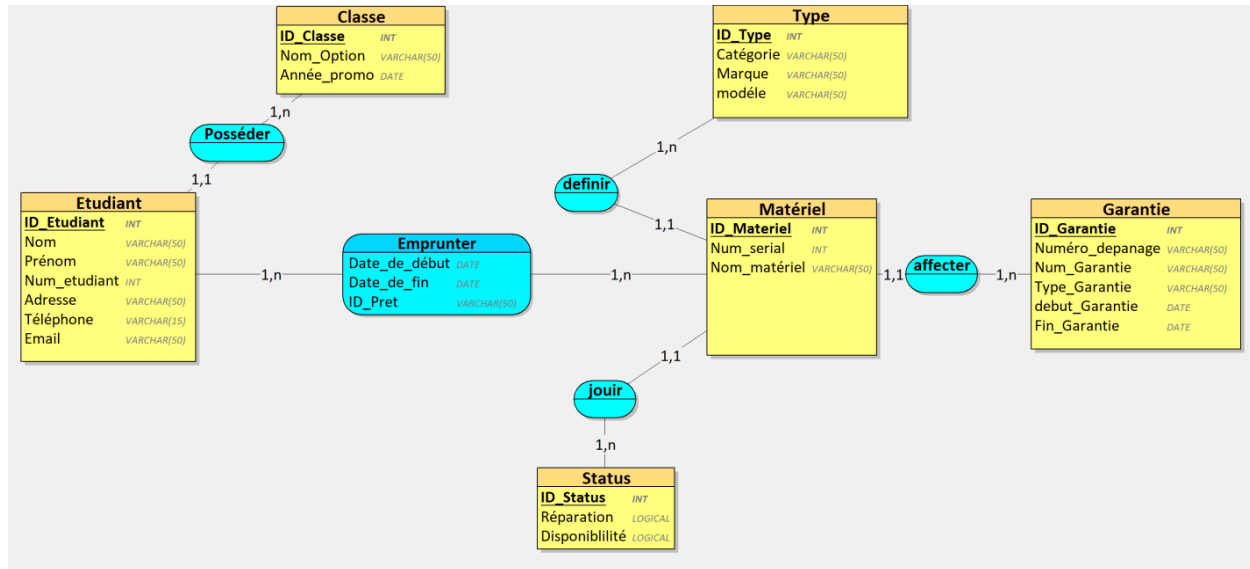 Classe
ID_Classe INT
Nom_Option VARCHAR(50)
Année_promo DATE
1,n
Posséder
1,1
Type
ID_Type INT
Catégorie VARCHAR(50)
Marque VARCHAR(50)
modéle VARCHAR(50)
1,n
definir
1,1
Etudiant
ID_Etudiant INT
Nom VARCHAR(50)
Prénom VARCHAR(50)
Num_etudiant INT
Adresse VARCHAR(50)
Téléphone VARCHAR(15)
Email VARCHAR(50)
1,n
Emprunter
Date_de_début DATE
Date_de_fin DATE
ID_Pret VARCHAR(50)
1,n
Matériel
ID_Materiel INT
Num_serial INT
Nom_matériel VARCHAR(50)
1,1
affecter
1,n
Garantie
ID_Garantie INT
Numéro_depanage VARCHAR(50)
Num_Garantie VARCHAR(50)
Type_Garantie VARCHAR(50)
debut_Garantie DATE
Fin_Garantie DATE
1,1
jouir
1,n
Status
ID_Status INT
Réparation LOGICAL
Disponiblilité LOGICAL